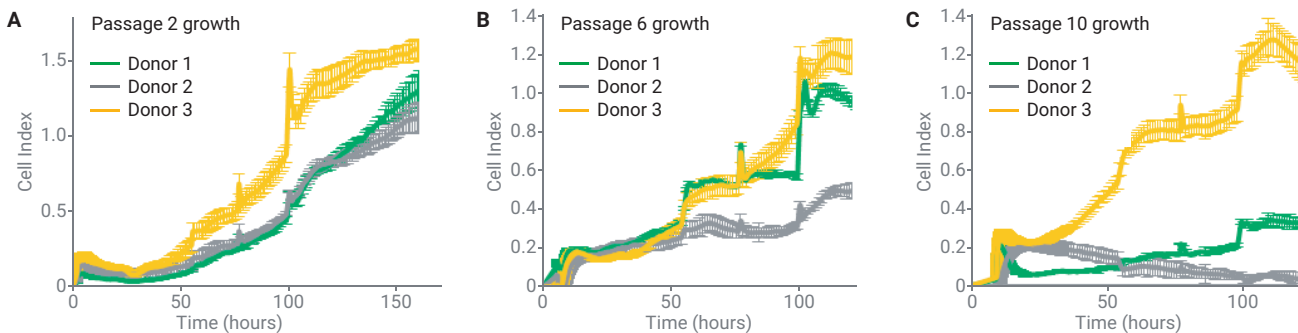 A
Passage 2 growth
Donor 1
Donor 2
Donor 3
Cell Index
1.5
1.0
0.5
0
0
50
100
150
Time (hours)
B
Passage 6 growth
Donor 1
Donor 2
Donor 3
Cell Index
1.4
1.2
1.0
0.8
0.6
0.4
0.2
0
0
50
100
Time (hours)
C
Passage 10 growth
Donor 1
Donor 2
Donor 3
Cell Index
1.4
1.2
1.0
0.8
0.6
0.4
0.2
0
0
50
100
Time (hours)